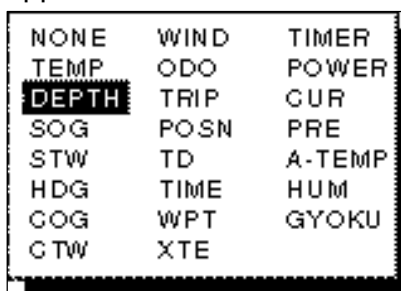 NONE WIND TIMER
TEMP ODO POWER
DEPTH TRIP CUR
SOG POSN PRE
STW TD A-TEMP
HDG TIME HUM
COG WPT GYOKU
CTW XTE